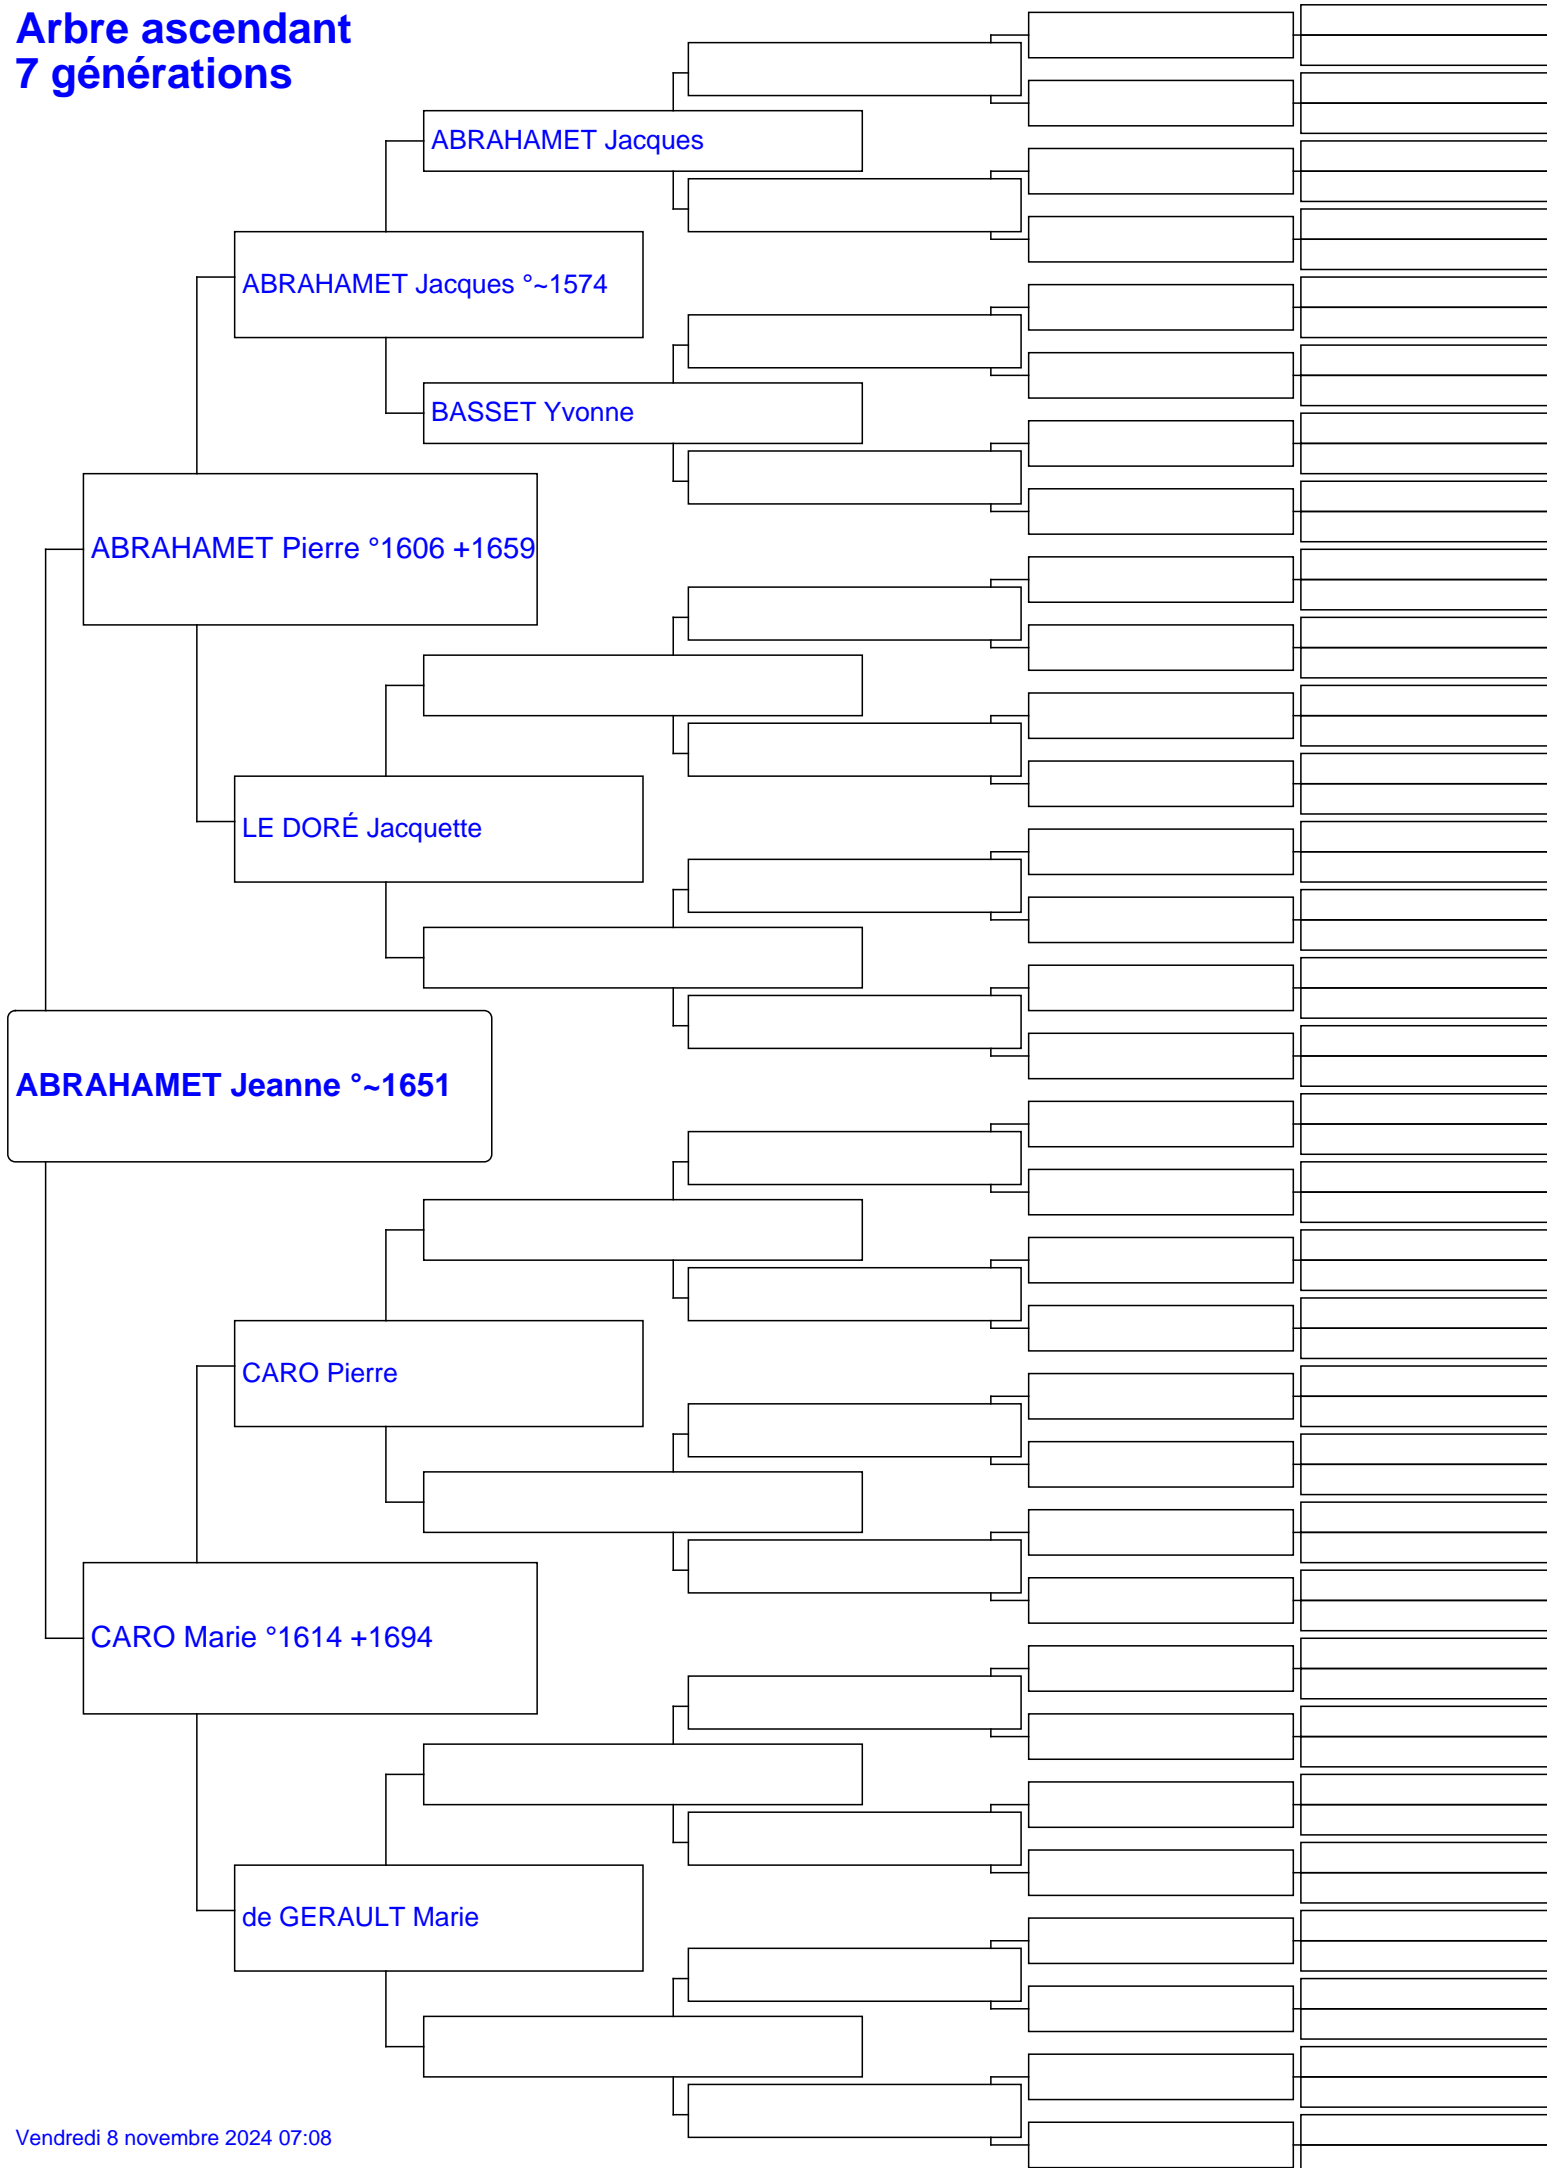 Arbre ascendant
7 générations
ABRAHAMET Jacques
ABRAHAMET Jacques °~1574
BASSET Yvonne
ABRAHAMET Pierre °1606 +1659
LE DORÉ Jacquette
ABRAHAMET Jeanne °~1651
CARO Pierre
CARO Marie °1614 +1694
de GERAULT Marie
Vendredi 8 novembre 2024 07:08